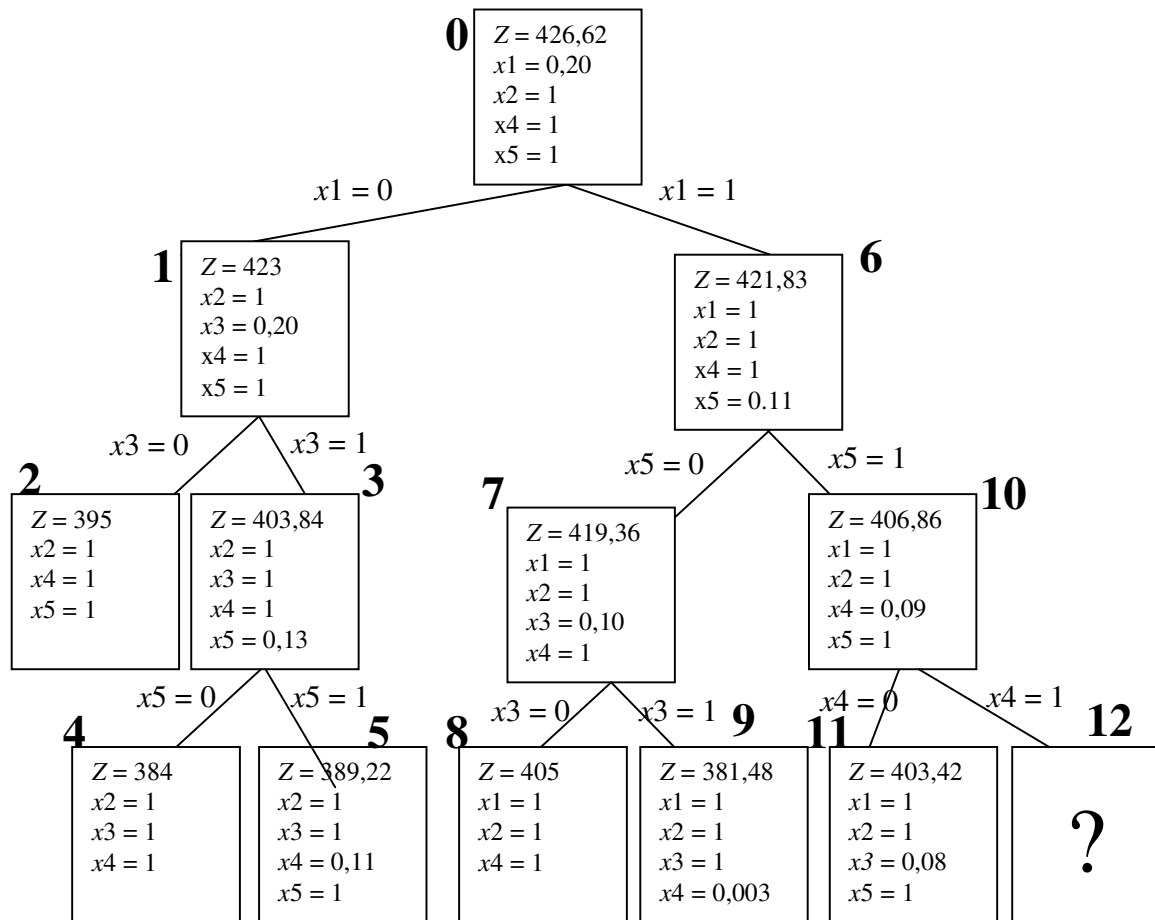 0
Z = 426,62
x1 = 0,20
x2 = 1
x4 = 1
x5 = 1
x1 = 0
x1 = 1
1
Z = 423
x2 = 1
x3 = 0,20
x4 = 1
x5 = 1
6
Z = 421,83
x1 = 1
x2 = 1
x4 = 1
x5 = 0.11
x3 = 0
x3 = 1
x5 = 0
x5 = 1
2
Z = 395
x2 = 1
x4 = 1
x5 = 1
3
Z = 403,84
x2 = 1
x3 = 1
x4 = 1
x5 = 0,13
7
Z = 419,36
x1 = 1
x2 = 1
x3 = 0,10
x4 = 1
10
Z = 406,86
x1 = 1
x2 = 1
x4 = 0,09
x5 = 1
x5 = 0
x5 = 1
x3 = 0
x3 = 1
x4 = 0
x4 = 1
4
Z = 384
x2 = 1
x3 = 1
x4 = 1
5
Z = 389,22
x2 = 1
x3 = 1
x4 = 0,11
x5 = 1
8
Z = 405
x1 = 1
x2 = 1
x4 = 1
9
Z = 381,48
x1 = 1
x2 = 1
x3 = 1
x4 = 0,003
11
Z = 403,42
x1 = 1
x2 = 1
x3 = 0,08
x5 = 1
12
?